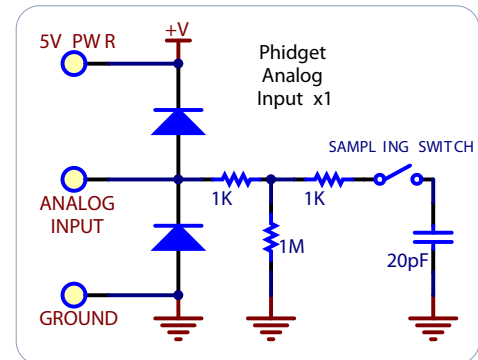 5V PWR
+V
Phidget
Analog
Input x1
SAMPLING SWITCH
ANALOG
INPUT
1K
1K
1M
20pF
GROUND